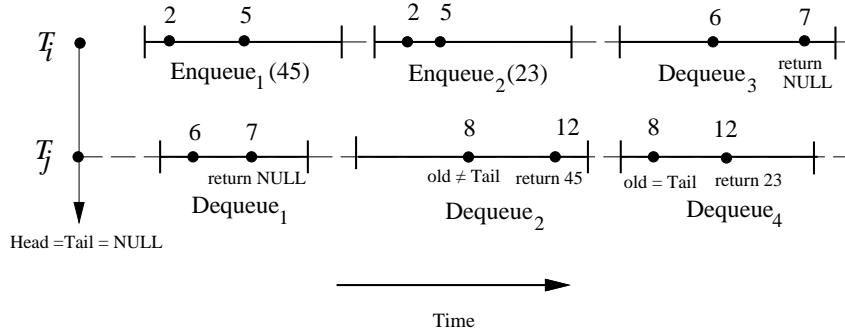 2 5 2 5 6 7
T_i
Enqueue_1(45) Enqueue_2(23) Dequeue_3 return
NULL
6 7 8 12 8 12
T_j
return NULL old ≠ Tail return 45 old = Tail return 23
Dequeue_1 Dequeue_2 Dequeue_4
Head =Tail = NULL
Time